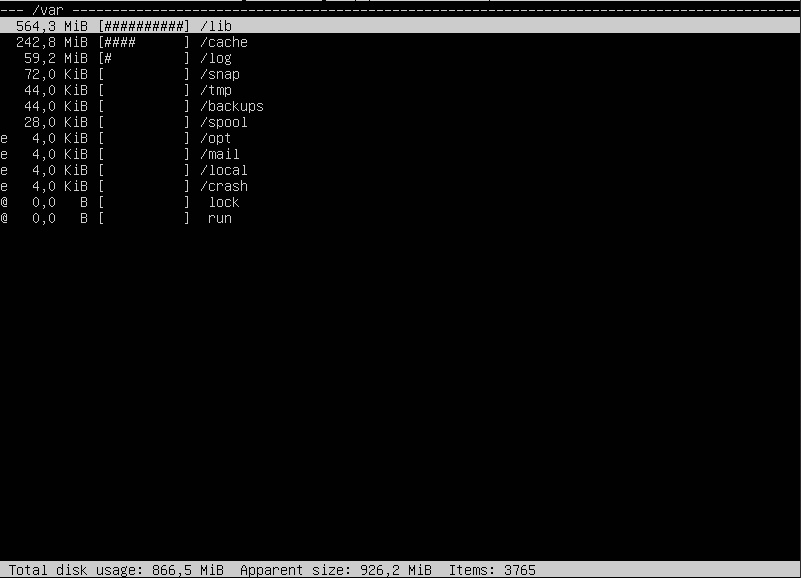 --- /var ----------------------------------------------------------------------------------------
  564,3 MiB [##########] /lib
  242,8 MiB [####      ] /cache
   59,2 MiB [#         ] /log
   72,0 KiB [          ] /snap
   44,0 KiB [          ] /tmp
   44,0 KiB [          ] /backups
   28,0 KiB [          ] /spool
e   4,0 KiB [          ] /opt
e   4,0 KiB [          ] /mail
e   4,0 KiB [          ] /local
e   4,0 KiB [          ] /crash
@   0,0   B [          ]  lock
@   0,0   B [          ]  run
Total disk usage: 866,5 MiB  Apparent size: 926,2 MiB  Items: 3765